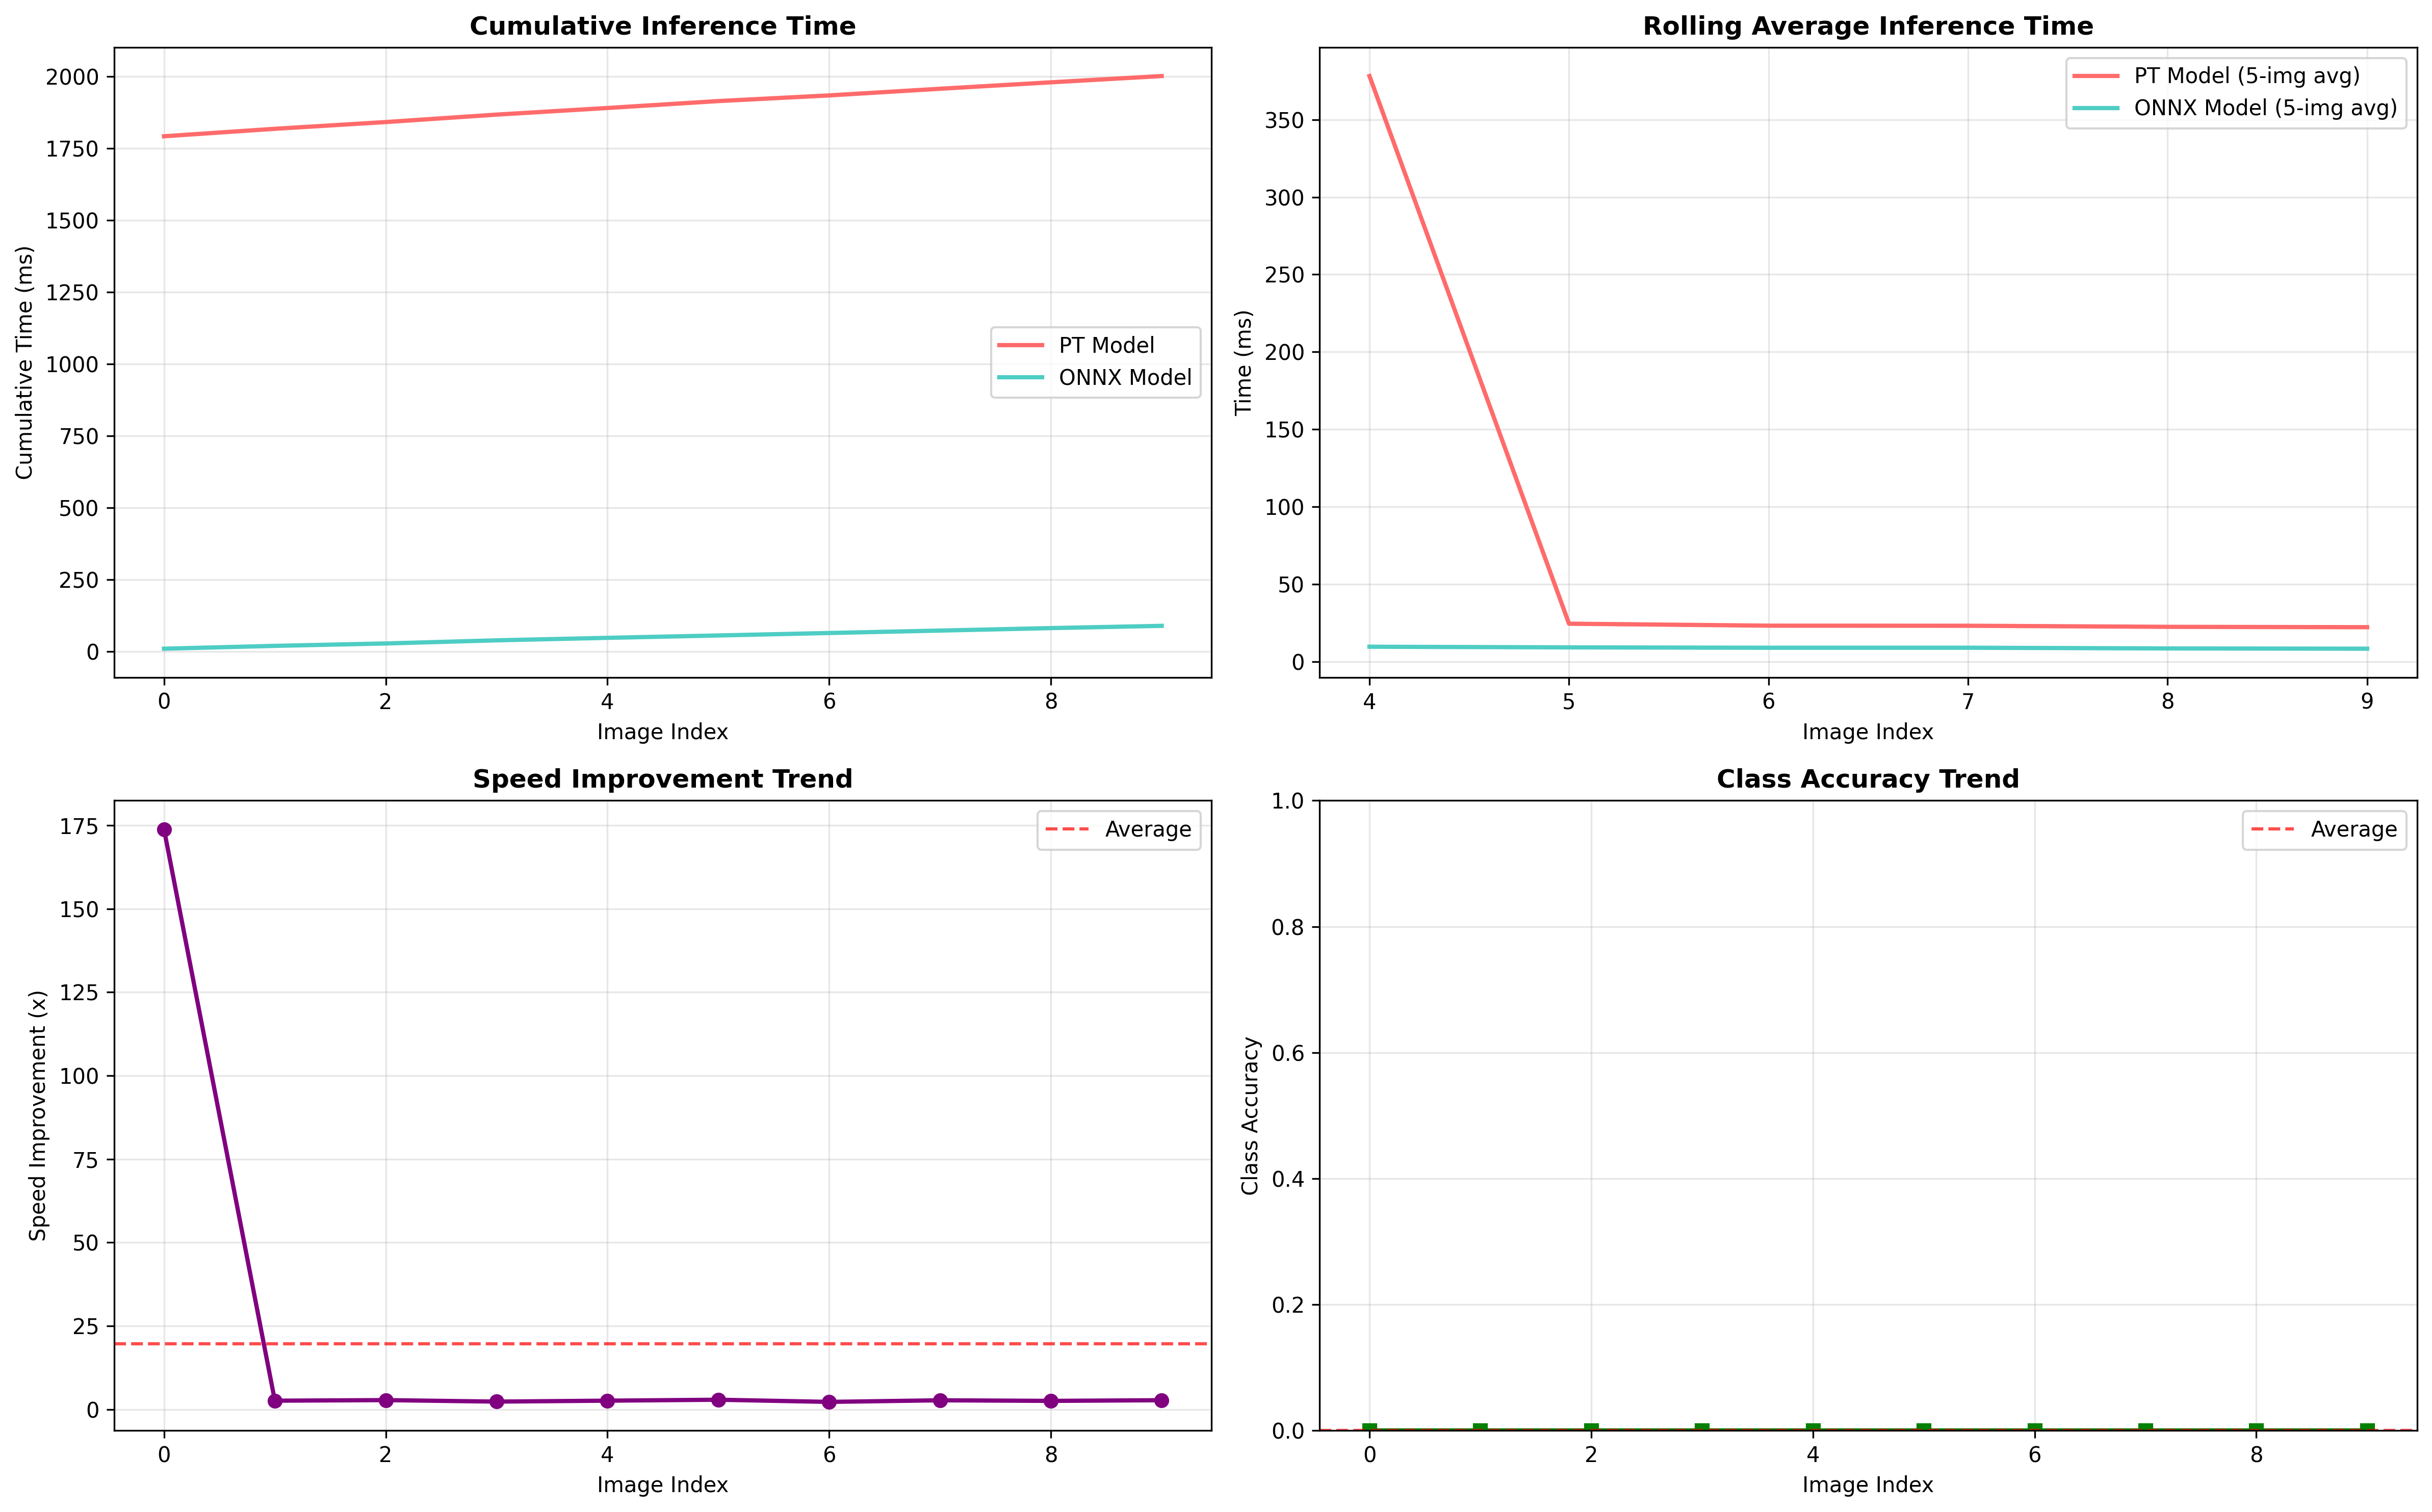 Cumulative Inference Time
Cumulative Time (ms)
2000
1750
1500
1250
1000
750
500
250
0
PT Model
ONNX Model
0 2 4 6 8
Image Index
Rolling Average Inference Time
Time (ms)
350
300
250
200
150
100
50
0
PT Model (5-img avg)
ONNX Model (5-img avg)
4 5 6 7 8 9
Image Index
Speed Improvement Trend
Speed Improvement (x)
175
150
125
100
75
50
25
0
Average
0 2 4 6 8
Image Index
Class Accuracy Trend
Class Accuracy
1.0
0.8
0.6
0.4
0.2
0.0
Average
0 2 4 6 8
Image Index